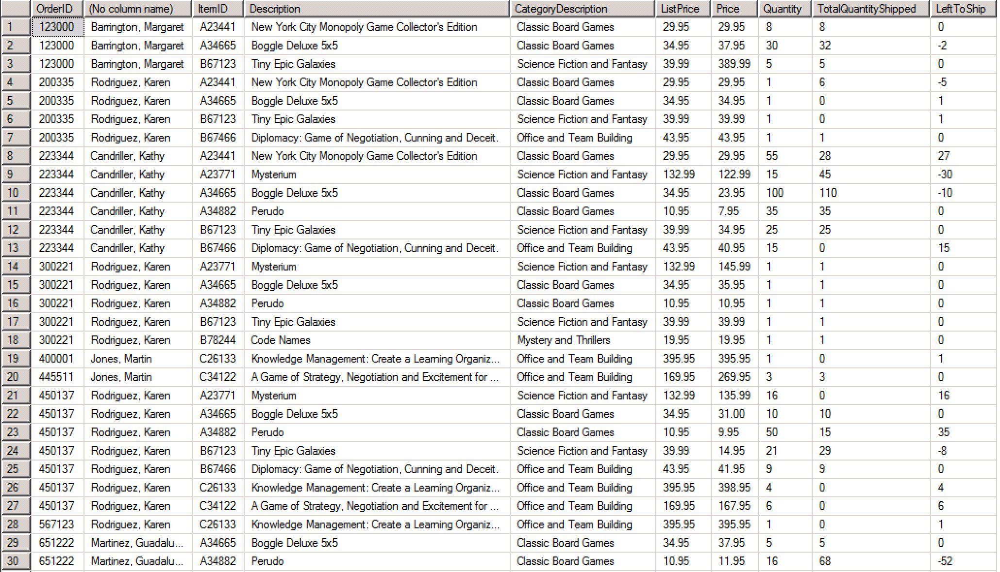 OrderID (No column name) ItemID Description CategoryDescription ListPrice Price Quantity TotalQuantityShipped LeftToShip
1 123000 Barrington, Margaret A23441 New York City Monopoly Game Collector's Edition Classic Board Games 29.95 29.95 8 8 0
2 123000 Barrington, Margaret A34665 Boggle Deluxe 5x5 Classic Board Games 34.95 37.95 30 32 -2
3 123000 Barrington, Margaret B67123 Tiny Epic Galaxies Science Fiction and Fantasy 39.99 389.99 5 5 0
4 200335 Rodriguez, Karen A23441 New York City Monopoly Game Collector's Edition Classic Board Games 29.95 29.95 1 6 -5
5 200335 Rodriguez, Karen A34665 Boggle Deluxe 5x5 Classic Board Games 34.95 34.95 1 0 1
6 200335 Rodriguez, Karen B67123 Tiny Epic Galaxies Science Fiction and Fantasy 39.99 39.99 1 0 1
7 200335 Rodriguez, Karen B67466 Diplomacy: Game of Negotiation, Cunning and Deceit. Office and Team Building 43.95 43.95 1 1 0
8 223344 Candriller, Kathy A23441 New York City Monopoly Game Collector's Edition Classic Board Games 29.95 29.95 55 28 27
9 223344 Candriller, Kathy A23771 Mysterium Science Fiction and Fantasy 132.99 122.99 15 45 -30
10 223344 Candriller, Kathy A34665 Boggle Deluxe 5x5 Classic Board Games 34.95 23.95 100 110 -10
11 223344 Candriller, Kathy A34882 Perudo Classic Board Games 10.95 7.95 35 35 0
12 223344 Candriller, Kathy B67123 Tiny Epic Galaxies Science Fiction and Fantasy 39.99 34.95 25 25 0
13 223344 Candriller, Kathy B67466 Diplomacy: Game of Negotiation, Cunning and Deceit. Office and Team Building 43.95 40.95 15 0 15
14 300221 Rodriguez, Karen A23771 Mysterium Science Fiction and Fantasy 132.99 145.99 1 1 0
15 300221 Rodriguez, Karen A34665 Boggle Deluxe 5x5 Classic Board Games 34.95 35.95 1 1 0
16 300221 Rodriguez, Karen A34882 Perudo Classic Board Games 10.95 10.95 1 1 0
17 300221 Rodriguez, Karen B67123 Tiny Epic Galaxies Science Fiction and Fantasy 39.99 39.99 1 1 0
18 300221 Rodriguez, Karen B78244 Code Names Mystery and Thrillers 19.95 19.95 1 1 0
19 400001 Jones, Martin C26133 Knowledge Management: Create a Learning Organiz... Office and Team Building 395.95 395.95 1 0 1
20 445511 Jones, Martin C34122 A Game of Strategy, Negotiation and Excitement for ... Office and Team Building 169.95 269.95 3 3 0
21 450137 Rodriguez, Karen A23771 Mysterium Science Fiction and Fantasy 132.99 135.99 16 0 16
22 450137 Rodriguez, Karen A34665 Boggle Deluxe 5x5 Classic Board Games 34.95 31.00 10 10 0
23 450137 Rodriguez, Karen A34882 Perudo Classic Board Games 10.95 9.95 50 15 35
24 450137 Rodriguez, Karen B67123 Tiny Epic Galaxies Science Fiction and Fantasy 39.99 14.95 21 29 -8
25 450137 Rodriguez, Karen B67466 Diplomacy: Game of Negotiation, Cunning and Deceit. Office and Team Building 43.95 41.95 9 9 0
26 450137 Rodriguez, Karen C26133 Knowledge Management: Create a Learning Organiz... Office and Team Building 395.95 398.95 4 0 4
27 450137 Rodriguez, Karen C34122 A Game of Strategy, Negotiation and Excitement for ... Office and Team Building 169.95 167.95 6 0 6
28 567123 Rodriguez, Karen C26133 Knowledge Management: Create a Learning Organiz... Office and Team Building 395.95 395.95 1 0 1
29 651222 Martinez, Guadalu... A34665 Boggle Deluxe 5x5 Classic Board Games 34.95 37.95 5 5 0
30 651222 Martinez, Guadalu... A34882 Perudo Classic Board Games 10.95 11.95 16 68 -52